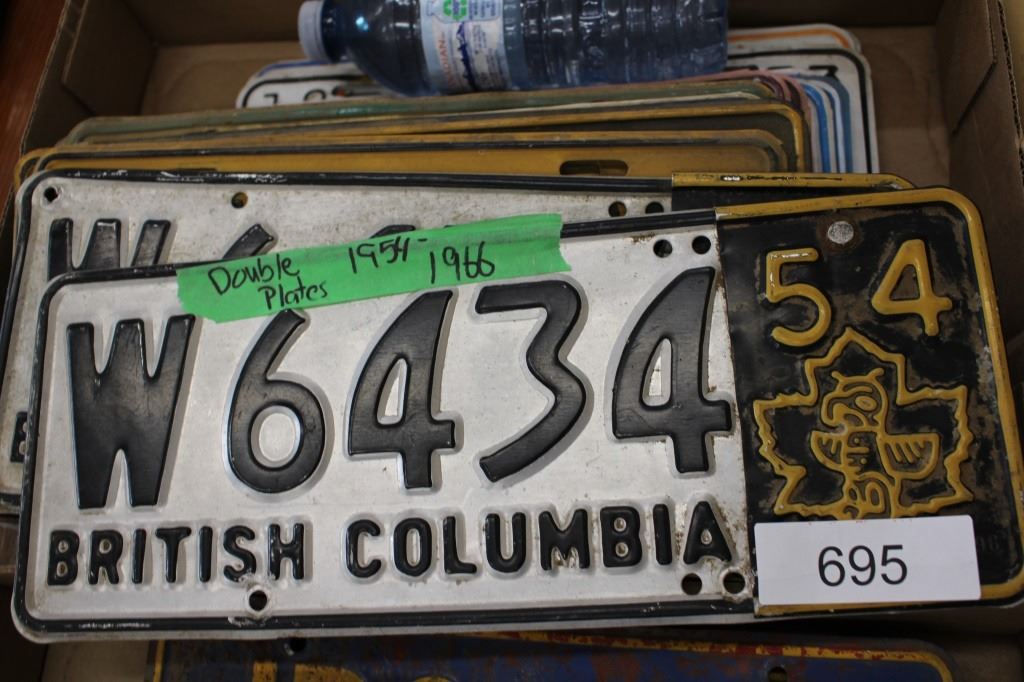 Double 1954-
Plates 1966
W6434
54
BRITISH COLUMBIA
695